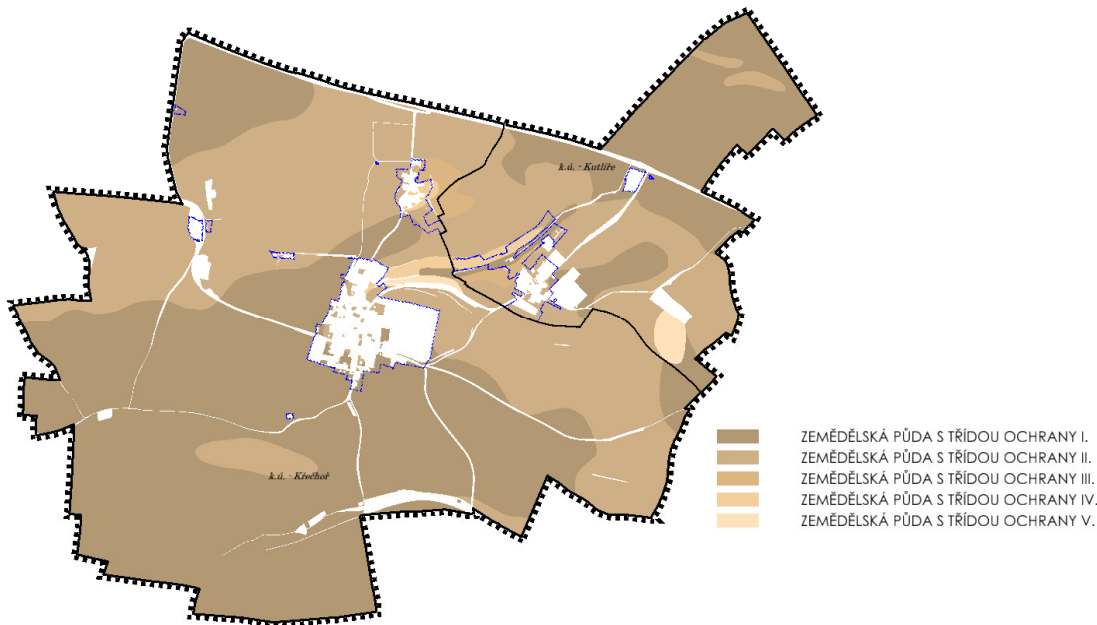 k.ú. - Kutlíře
ZEMĚDĚLSKÁ PŮDA S TŘÍDOU OCHRANY I.
ZEMĚDĚLSKÁ PŮDA S TŘÍDOU OCHRANY II.
k.ú. - Křečhoř
ZEMĚDĚLSKÁ PŮDA S TŘÍDOU OCHRANY III.
ZEMĚDĚLSKÁ PŮDA S TŘÍDOU OCHRANY IV.
ZEMĚDĚLSKÁ PŮDA S TŘÍDOU OCHRANY V.